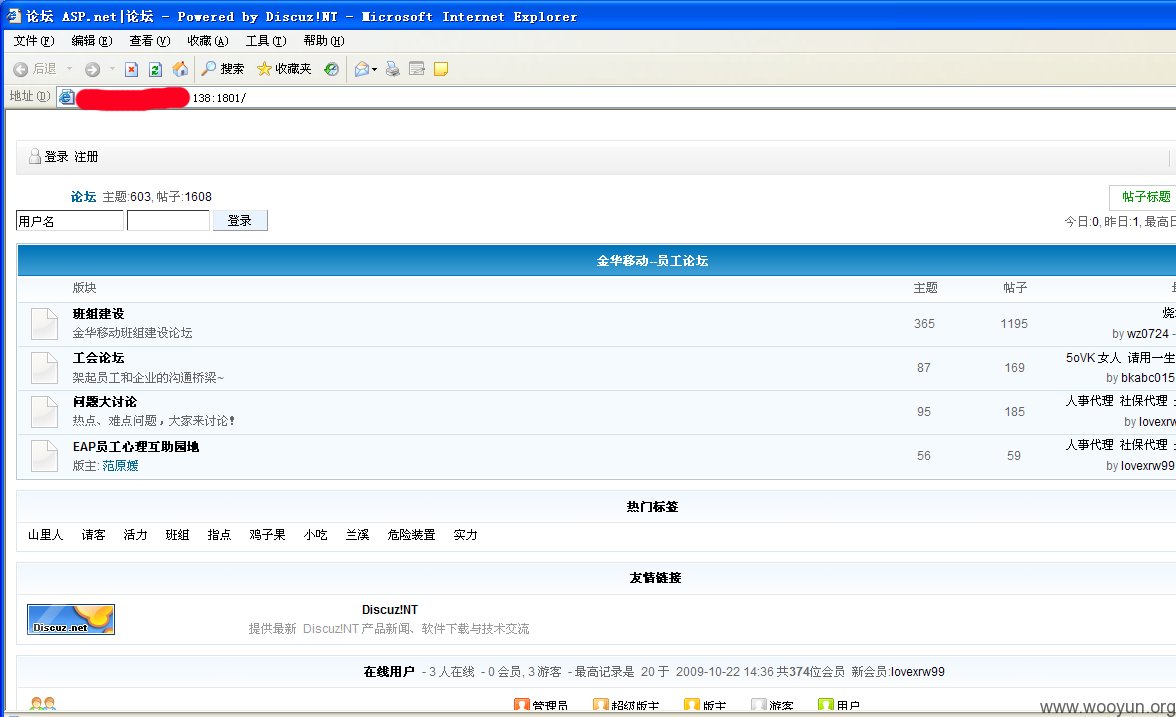 论坛 ASP.net|论坛 - Powered by Discuz!NT - Microsoft Internet Explorer
文件(F) 编辑(E) 查看(V) 收藏(A) 工具(T) 帮助(H)
后退 搜索 收藏夹
地址(D) 138:1801/
登录 注册
论坛 主题:603, 帖子:1608 帖子标题
用户名 登录 今日:0, 昨日:1, 最高日
金华移动--员工论坛
版块 主题 帖子
班组建设
金华移动班组建设论坛 365 1195 by wz0724 -
工会论坛 5oVK 女人 请用一生
架起员工和企业的沟通桥梁~ 87 169 by bkabc015
问题大讨论 人事代理 社保代理
热点、难点问题，大家来讨论! 95 185 by lovexrw
EAP员工心理互助园地 人事代理 社保代理
版主: 范原媛 56 59 by lovexrw99
热门标签
山里人 请客 活力 班组 指点 鸡子果 小吃 兰溪 危险装置 实力
友情链接
Discuz.net Discuz!NT
提供最新 Discuz!NT 产品新闻、软件下载与技术交流
在线用户 - 3 人在线 - 0 会员, 3 游客 - 最高记录是 20 于 2009-10-22 14:36 共374位会员 新会员:lovexrw99
管理员 超级版主 版主 游客 用户
www.wooyun.org